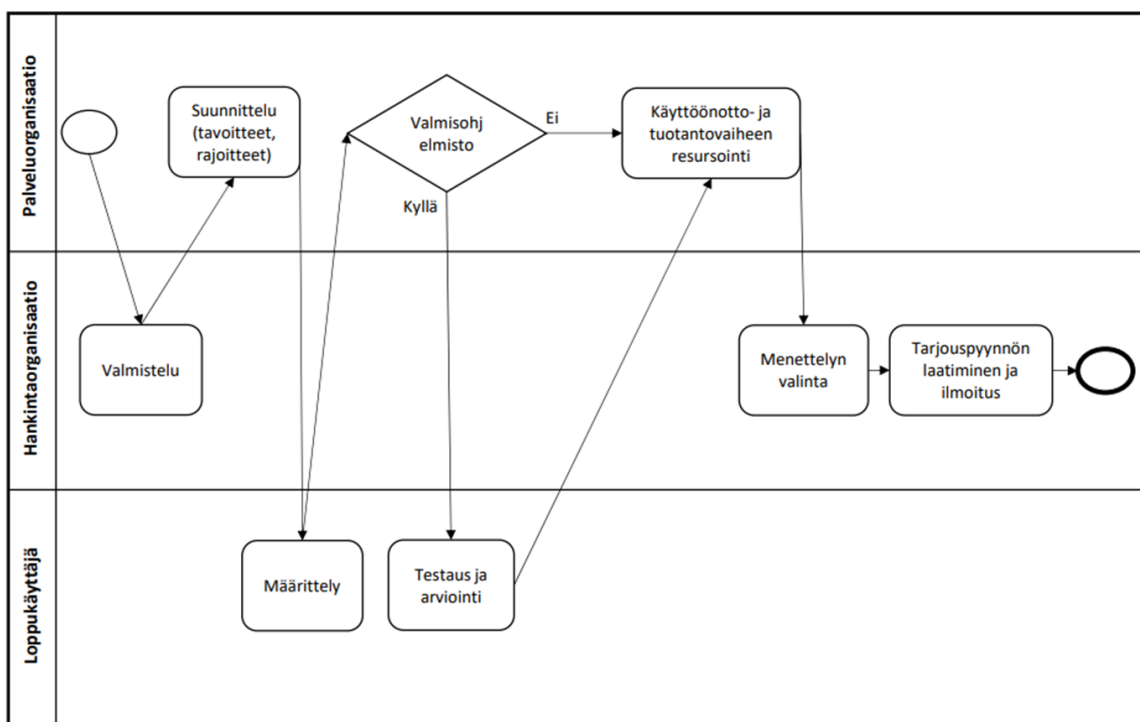 Palveluorganisaatio
Suunnittelu
(tavoitteet,
rajoitteet)
Valmisohj
elmisto
Ei
Kyllä
Käyttöönotto- ja
tuotantovaiheen
resursointi
Hankintaorganisaatio
Valmistelu
Menettelyn
valinta
Tarjouspyynnön
laatiminen ja
ilmoitus
Loppukäyttäjä
Määrittely
Testaus ja
arviointi